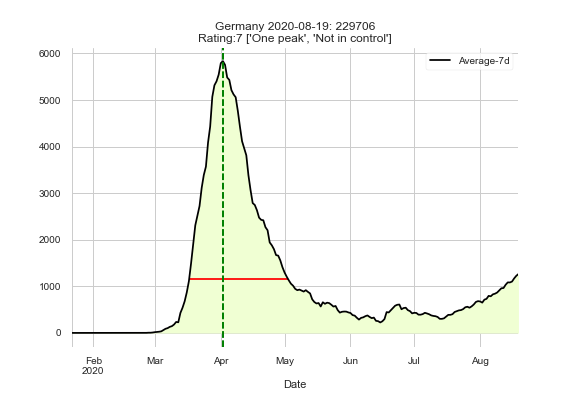 Germany 2020-08-19: 229706
Rating:7 ['One peak', 'Not in control']
Average-7d
6000
5000
4000
3000
2000
1000
0
Feb Mar Apr May Jun Jul Aug
2020
Date